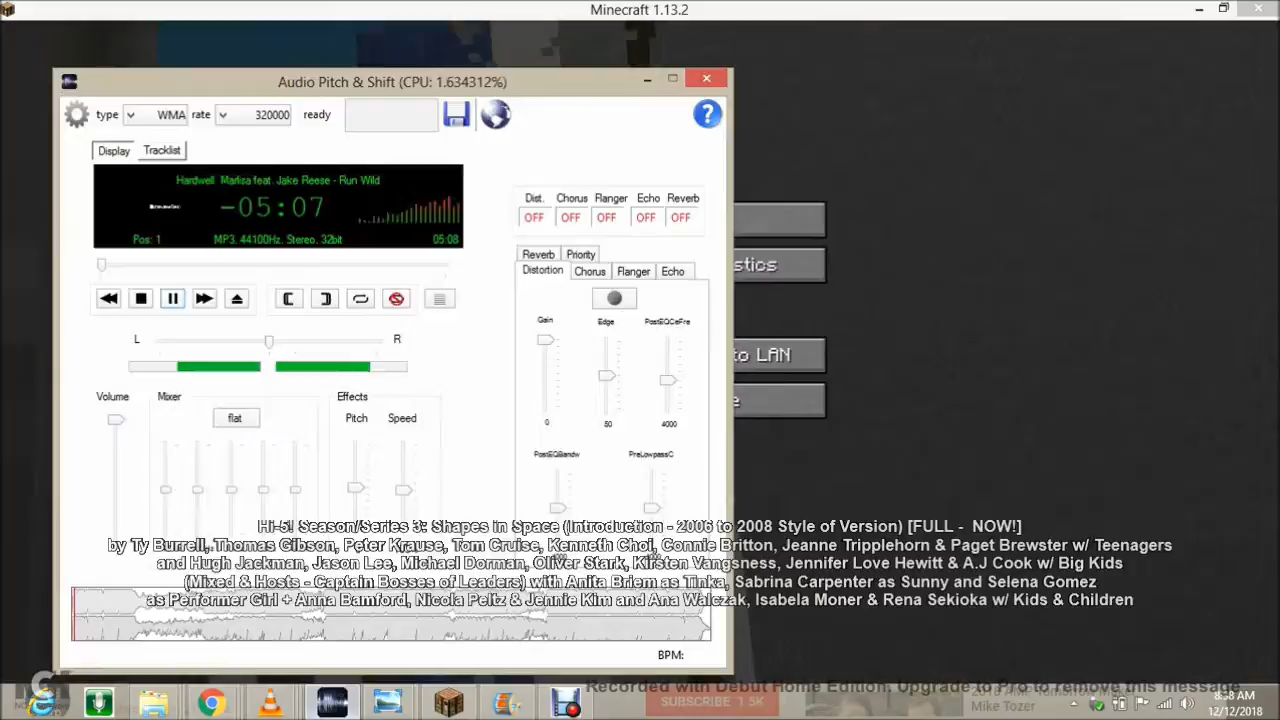 Minecraft 1.13.2
Audio Pitch & Shift (CPU: 1.634312%)
type WMA rate 320000 ready
Display Tracklist
Hardwell Marlisa feat. Jake Reese - Run Wild
-05:07
Pos: 1 MP3. 44100Hz. Stereo. 32bit 05:08
Dist. Chorus Flanger Echo Reverb
OFF OFF OFF OFF OFF
Reverb Priority
Distortion Chorus Flanger Echo
stics
Gain Edge PostEQCeFre
L R
to LAN
Volume Mixer Effects
e
flat Pitch Speed
0 50 4000
PostEQBandw PreLowpassC
Hi-5! Season/Series 3: Shapes in Space (Introduction - 2006 to 2008 Style of Version) [FULL - NOW!]
by Ty Burrell, Thomas Gibson, Peter Krause, Tom Cruise, Kenneth Choi, Connie Britton, Jeanne Tripplehorn & Paget Brewster w/ Teenagers
and Hugh Jackman, Jason Lee, Michael Dorman, Oliver Stark, Kirsten Vangsness, Jennifer Love Hewitt & A.J Cook w/ Big Kids
(Mixed & Hosts - Captain Bosses of Leaders) with Anita Briem as Tinka, Sabrina Carpenter as Sunny and Selena Gomez
as Performer Girl + Anna Bamford, Nicola Peltz & Jennie Kim and Ana Walczak, Isabela Moner & Rena Sekioka w/ Kids & Children
BPM:
Recorded with Debut Home Edition. Upgrade to Pro to remove this message
SUBSCRIBE 1.5K
Mike Tozer
8:58 AM
12/12/2018